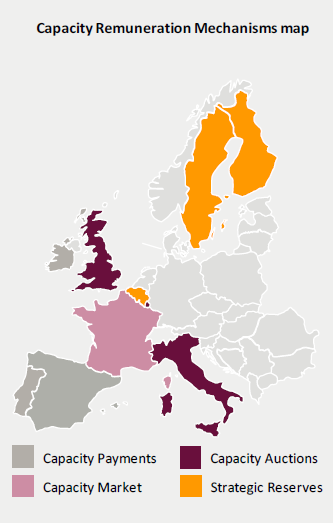 Capacity Remuneration Mechanisms map
Capacity Payments
Capacity Auctions
Capacity Market
Strategic Reserves